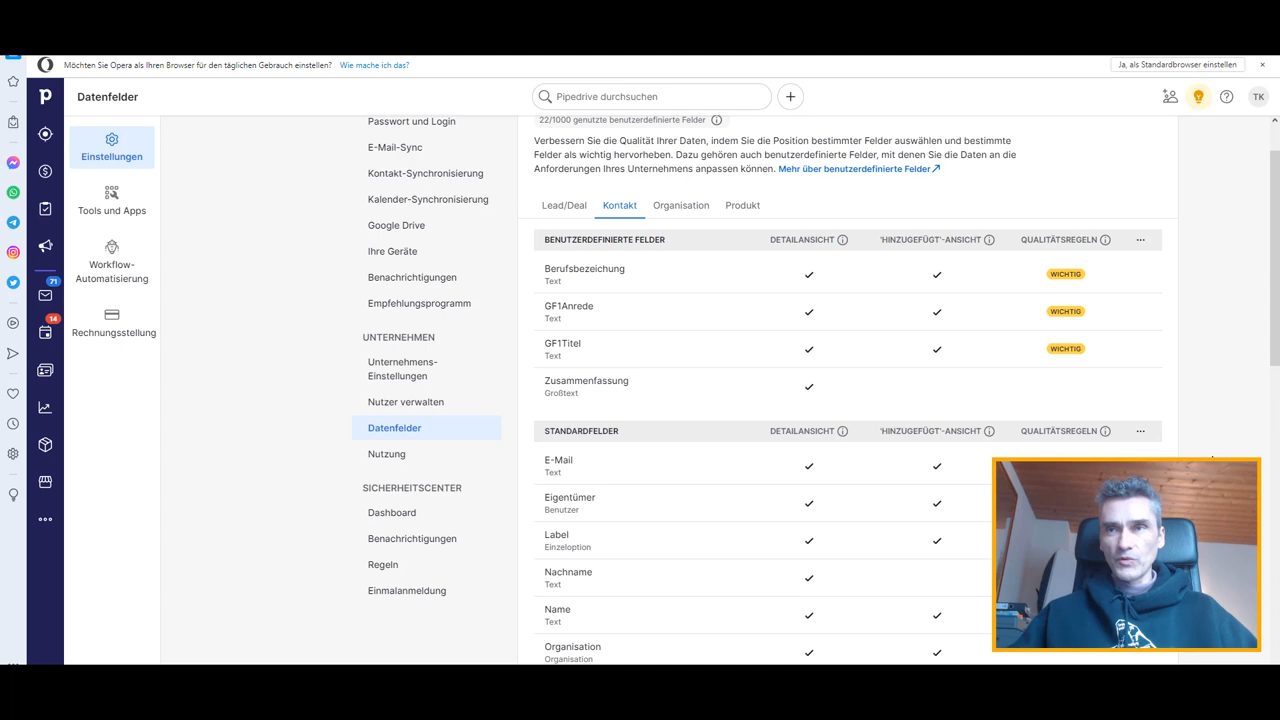 Möchten Sie Opera als Ihren Browser für den täglichen Gebrauch einstellen? Wie mache ich das? Ja, als Standardbrowser einstellen
Datenfelder
Pipedrive durchsuchen
TK
Einstellungen
Tools und Apps
Workflow-
Automatisierung
Rechnungsstellung
71
14
Passwort und Login
E-Mail-Sync
Kontakt-Synchronisierung
Kalender-Synchronisierung
Google Drive
Ihre Geräte
Benachrichtigungen
Empfehlungsprogramm
UNTERNEHMEN
Unternehmens-
Einstellungen
Nutzer verwalten
Datenfelder
Nutzung
SICHERHEITSCENTER
Dashboard
Benachrichtigungen
Regeln
Einmalanmeldung
22/1000 genutzte benutzerdefinierte Felder
Verbessern Sie die Qualität Ihrer Daten, indem Sie die Position bestimmter Felder auswählen und bestimmte
Felder als wichtig hervorheben. Dazu gehören auch benutzerdefinierte Felder, mit denen Sie die Daten an die
Anforderungen Ihres Unternehmens anpassen können. Mehr über benutzerdefinierte Felder
Lead/Deal Kontakt Organisation Produkt
BENUTZERDEFINIERTE FELDER DETAILANSICHT 'HINZUGEFÜGT'-ANSICHT QUALITÄTSREGELN
Berufsbezeichung
Text
WICHTIG
GF1Anrede
Text
WICHTIG
GF1Titel
Text
WICHTIG
Zusammenfassung
Großtext
STANDARDFELDER DETAILANSICHT 'HINZUGEFÜGT'-ANSICHT QUALITÄTSREGELN
E-Mail
Text
Eigentümer
Benutzer
Label
Einzeloption
Nachname
Text
Name
Text
Organisation
Organisation